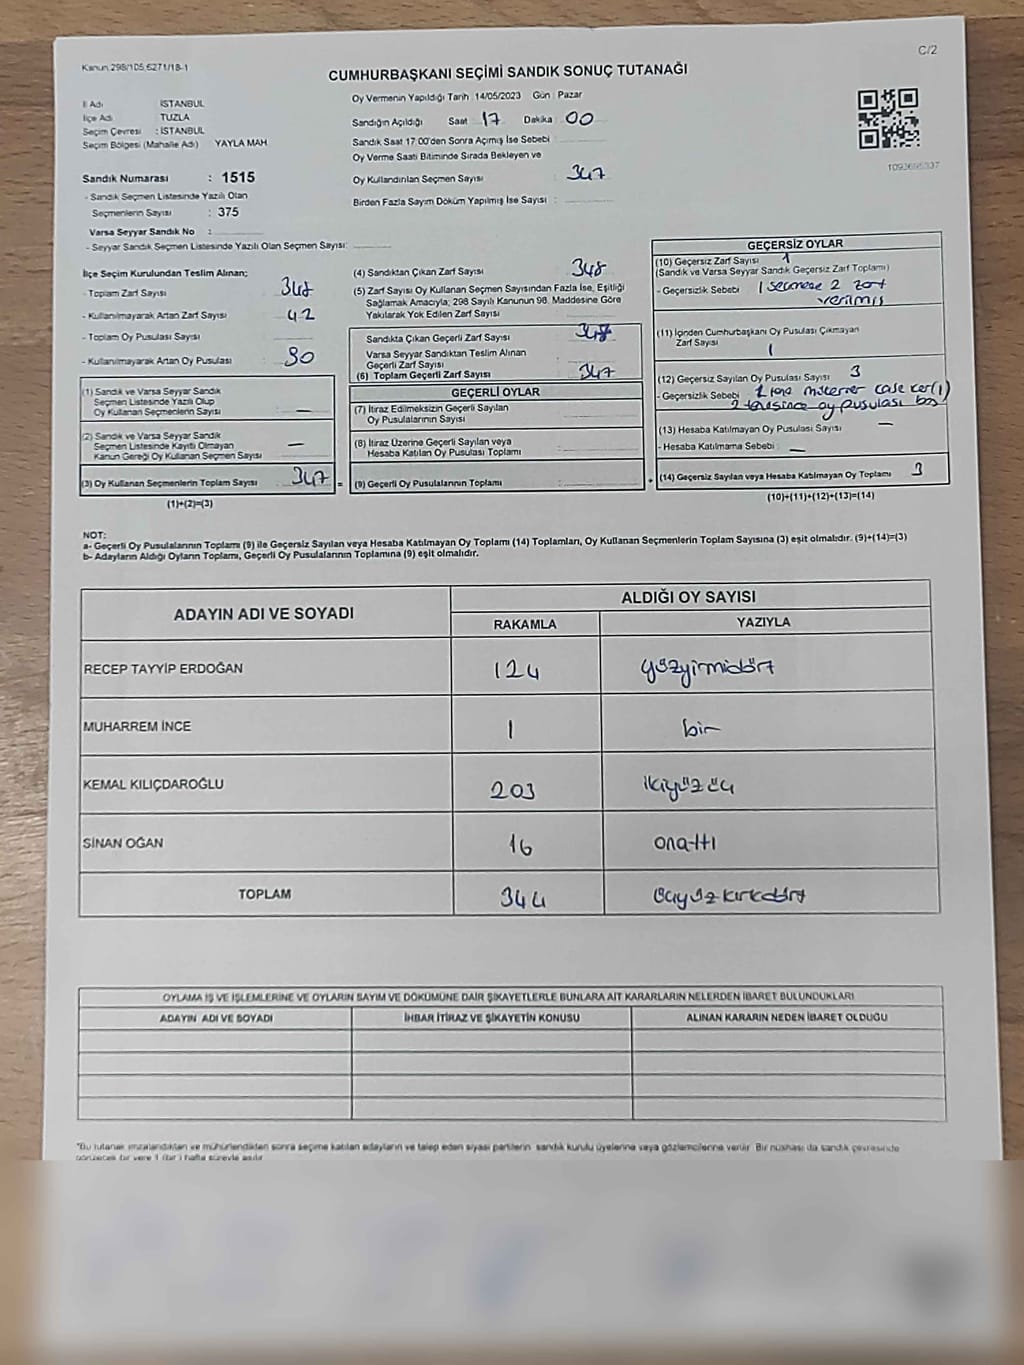 Kanun 298/105,6271/18-1
C/2
CUMHURBAŞKANI SEÇİMİ SANDIK SONUÇ TUTANAĞI
İl Adı : İSTANBUL
İlçe Adı : TUZLA
Seçim Çevresi : İSTANBUL
Seçim Bölgesi (Mahalle Adı) YAYLA MAH
Sandık Numarası : 1515
- Sandık Seçmen Listesinde Yazılı Olan
Seçmenlerin Sayısı : 375
Varsa Seyyar Sandık No :
- Seyyar Sandık Seçmen Listesinde Yazılı Olan Seçmen Sayısı:
Oy Vermenin Yapıldığı Tarih 14/05/2023 Gün : Pazar
Sandığın Açıldığı Saat 17 Dakika 00
Sandık Saat 17:00'den Sonra Açımış İse Sebebi :
Oy Verme Saati Bitiminde Sırada Bekleyen ve
Oy Kullandırılan Seçmen Sayısı : 347
Birden Fazla Sayım Döküm Yapılmış İse Sayısı :
1093695337
İlçe Seçim Kurulundan Teslim Alınan;
- Toplam Zarf Sayısı
- Kullanılmayarak Artan Zarf Sayısı : 42
- Toplam Oy Pusulası Sayısı :
- Kullanılmayarak Artan Oy Pusulası :
(1) Sandık ve Varsa Seyyar Sandık
Seçmen Listesinde Yazılı Olup
Oy Kullanan Seçmenlerin Sayısı : —
(2) Sandık ve Varsa Seyyar Sandık
Seçmen Listesinde Kayıtlı Olmayan
Kanun Gereği Oy Kullanan Seçmen Sayısı : —
(3) Oy Kullanan Seçmenlerin Toplam Sayısı : 347 =
(1)+(2)=(3)
(4) Sandıktan Çıkan Zarf Sayısı : 348
(5) Zarf Sayısı Oy Kullanan Seçmen Sayısından Fazla İse, Eşitliği
Sağlamak Amacıyla; 298 Sayılı Kanunun 98. Maddesine Göre
Yakılarak Yok Edilen Zarf Sayısı :
Sandıkta Çıkan Geçerli Zarf Sayısı
Varsa Seyyar Sandıktan Teslim Alınan
Geçerli Zarf Sayısı
(6) Toplam Geçerli Zarf Sayısı : 347
GEÇERLİ OYLAR
(7) İtiraz Edilmeksizin Geçerli Sayılan
Oy Pusulalarının Sayısı :
(8) İtiraz Üzerine Geçerli Sayılan veya
Hesaba Katılan Oy Pusulası Toplamı :
(9) Geçerli Oy Pusulalarının Toplamı : +
GEÇERSİZ OYLAR
(10) Geçersiz Zarf Sayısı : 1
(Sandık ve Varsa Seyyar Sandık Geçersiz Zarf Toplamı)
- Geçersizlik Sebebi : 1 seçmene 2 zarf
verilmiş
(11) İçinden Cumhurbaşkanı Oy Pusulası Çıkmayan
Zarf Sayısı : 1
(12) Geçersiz Sayılan Oy Pusulası Sayısı : 3
- Geçersizlik Sebebi
oy pusulası boş
(13) Hesaba Katılmayan Oy Pusulası Sayısı : —
- Hesaba Katılmama Sebebi : —
(14) Geçersiz Sayılan veya Hesaba Katılmayan Oy Toplamı : 3
(10)+(11)+(12)+(13)=(14)
NOT:
a- Geçerli Oy Pusulalarının Toplamı (9) ile Geçersiz Sayılan veya Hesaba Katılmayan Oy Toplamı (14) Toplamları, Oy Kullanan Seçmenlerin Toplam Sayısına (3) eşit olmalıdır. (9)+(14)=(3)
b- Adayların Aldığı Oyların Toplamı, Geçerli Oy Pusulalarının Toplamına (9) eşit olmalıdır.
ADAYIN ADI VE SOYADI
ALDIĞI OY SAYISI
RAKAMLA YAZIYLA
RECEP TAYYİP ERDOĞAN 124 yüzyirmidört
MUHARREM İNCE 1 bir
KEMAL KILIÇDAROĞLU 203 ikiyüz üç
SİNAN OĞAN 16 onaltı
TOPLAM 344 üçyüzkırkdört
OYLAMA İŞ VE İŞLEMLERİNE VE OYLARIN SAYIM VE DÖKÜMÜNE DAİR ŞİKAYETLERLE BUNLARA AİT KARARLARIN NELERDEN İBARET BULUNDUKLARI
ADAYIN ADI VE SOYADI İHBAR İTİRAZ VE ŞİKAYETİN KONUSU ALINAN KARARIN NEDEN İBARET OLDUĞU
*Bu tutanak imzalandıktan ve mühürlendikten sonra seçime katılan adayların ve talep eden siyasi partilerin sandık kurulu üyelerine veya gözlemcilerine verilir. Bir nüshası da sandık çevresinde
görülecek bir yere 1 (bir) hafta süreyle asılır.